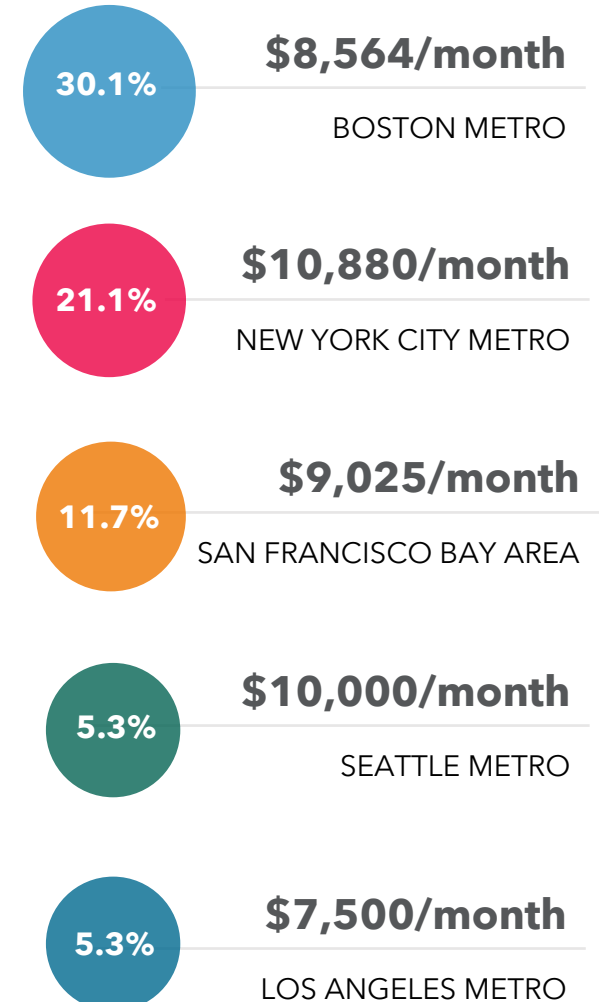 $8,564/month
30.1%
BOSTON METRO
$10,880/month
21.1%
NEW YORK CITY METRO
$9,025/month
11.7%
SAN FRANCISCO BAY AREA
$10,000/month
5.3%
SEATTLE METRO
$7,500/month
5.3%
LOS ANGELES METRO